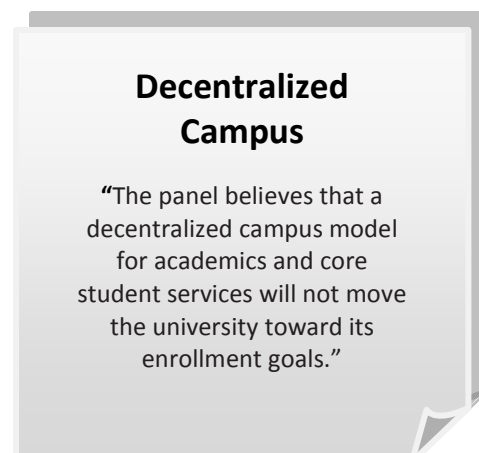 Decentralized
Campus
“The panel believes that a
decentralized campus model
for academics and core
student services will not move
the university toward its
enrollment goals.”